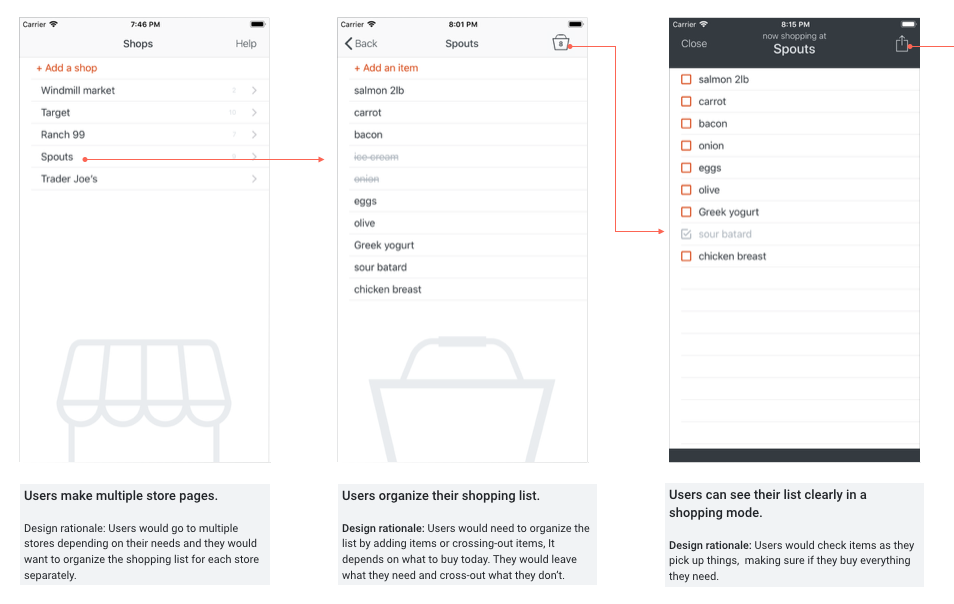 Carrier 7:46 PM
Shops Help
+ Add a shop
Windmill market 2
Target 10
Ranch 99 7
Spouts 8
Trader Joe's
Users make multiple store pages.
Design rationale: Users would go to multiple
stores depending on their needs and they would
want to organize the shopping list for each store
separately.
Carrier 8:01 PM
Back Spouts 8
+ Add an item
salmon 2lb
carrot
bacon
ice cream
onion
eggs
olive
Greek yogurt
sour batard
chicken breast
Users organize their shopping list.
Design rationale: Users would need to organize the
list by adding items or crossing-out items, It
depends on what to buy today. They would leave
what they need and cross-out what they don't.
Carrier 8:15 PM
now shopping at
Close Spouts
salmon 2lb
carrot
bacon
onion
eggs
olive
Greek yogurt
sour batard
chicken breast
Users can see their list clearly in a
shopping mode.
Design rationale: Users would check items as they
pick up things, making sure if they buy everything
they need.